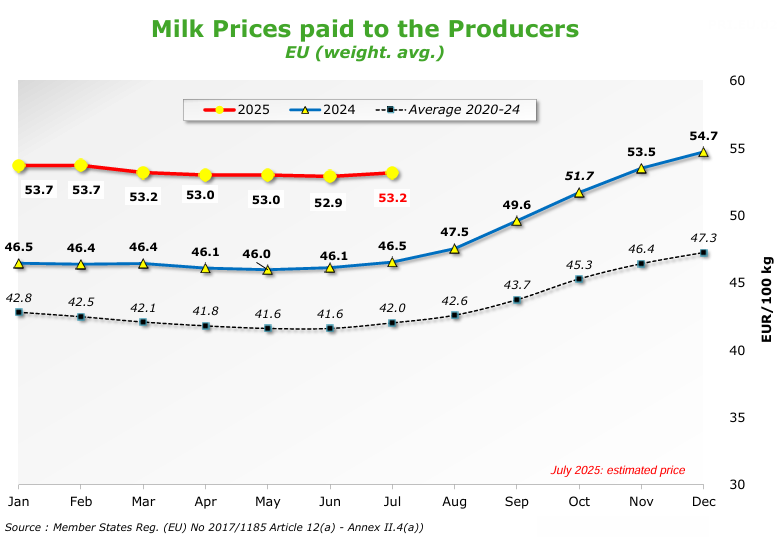 Milk Prices paid to the Producers
EU (weight. avg.)
60
2025 2024 Average 2020-24
55
50
45
40
35
30
EUR/100 kg
53.7 53.7 53.2 53.0 53.0 52.9 53.2
46.5 46.4 46.4 46.1 46.0 46.1 46.5 47.5 49.6 51.7 53.5 54.7
42.8 42.5 42.1 41.8 41.6 41.6 42.0 42.6 43.7 45.3 46.4 47.3
July 2025: estimated price
Jan Feb Mar Apr May Jun Jul Aug Sep Oct Nov Dec
Source : Member States Reg. (EU) No 2017/1185 Article 12(a) - Annex II.4(a))